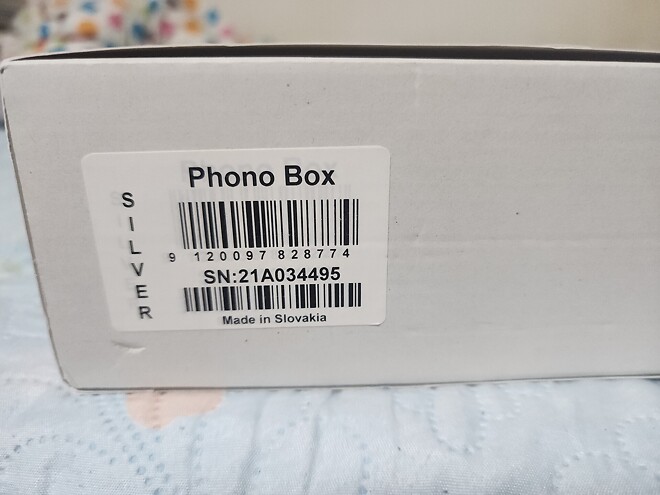 Phono Box
SILVER
9 120097 828774
SN:21A034495
Made in Slovakia